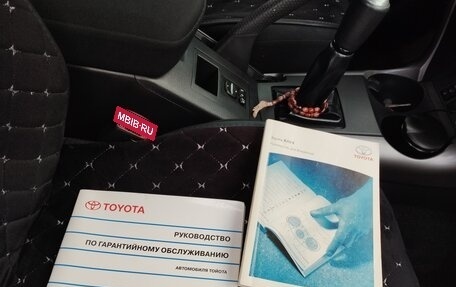 MBIB.RU
TOYOTA
РУКОВОДСТВО
ПО ГАРАНТИЙНОМУ ОБСЛУЖИВАНИЮ
АВТОМОБИЛЯ ТОЙОТА
TOYOTA